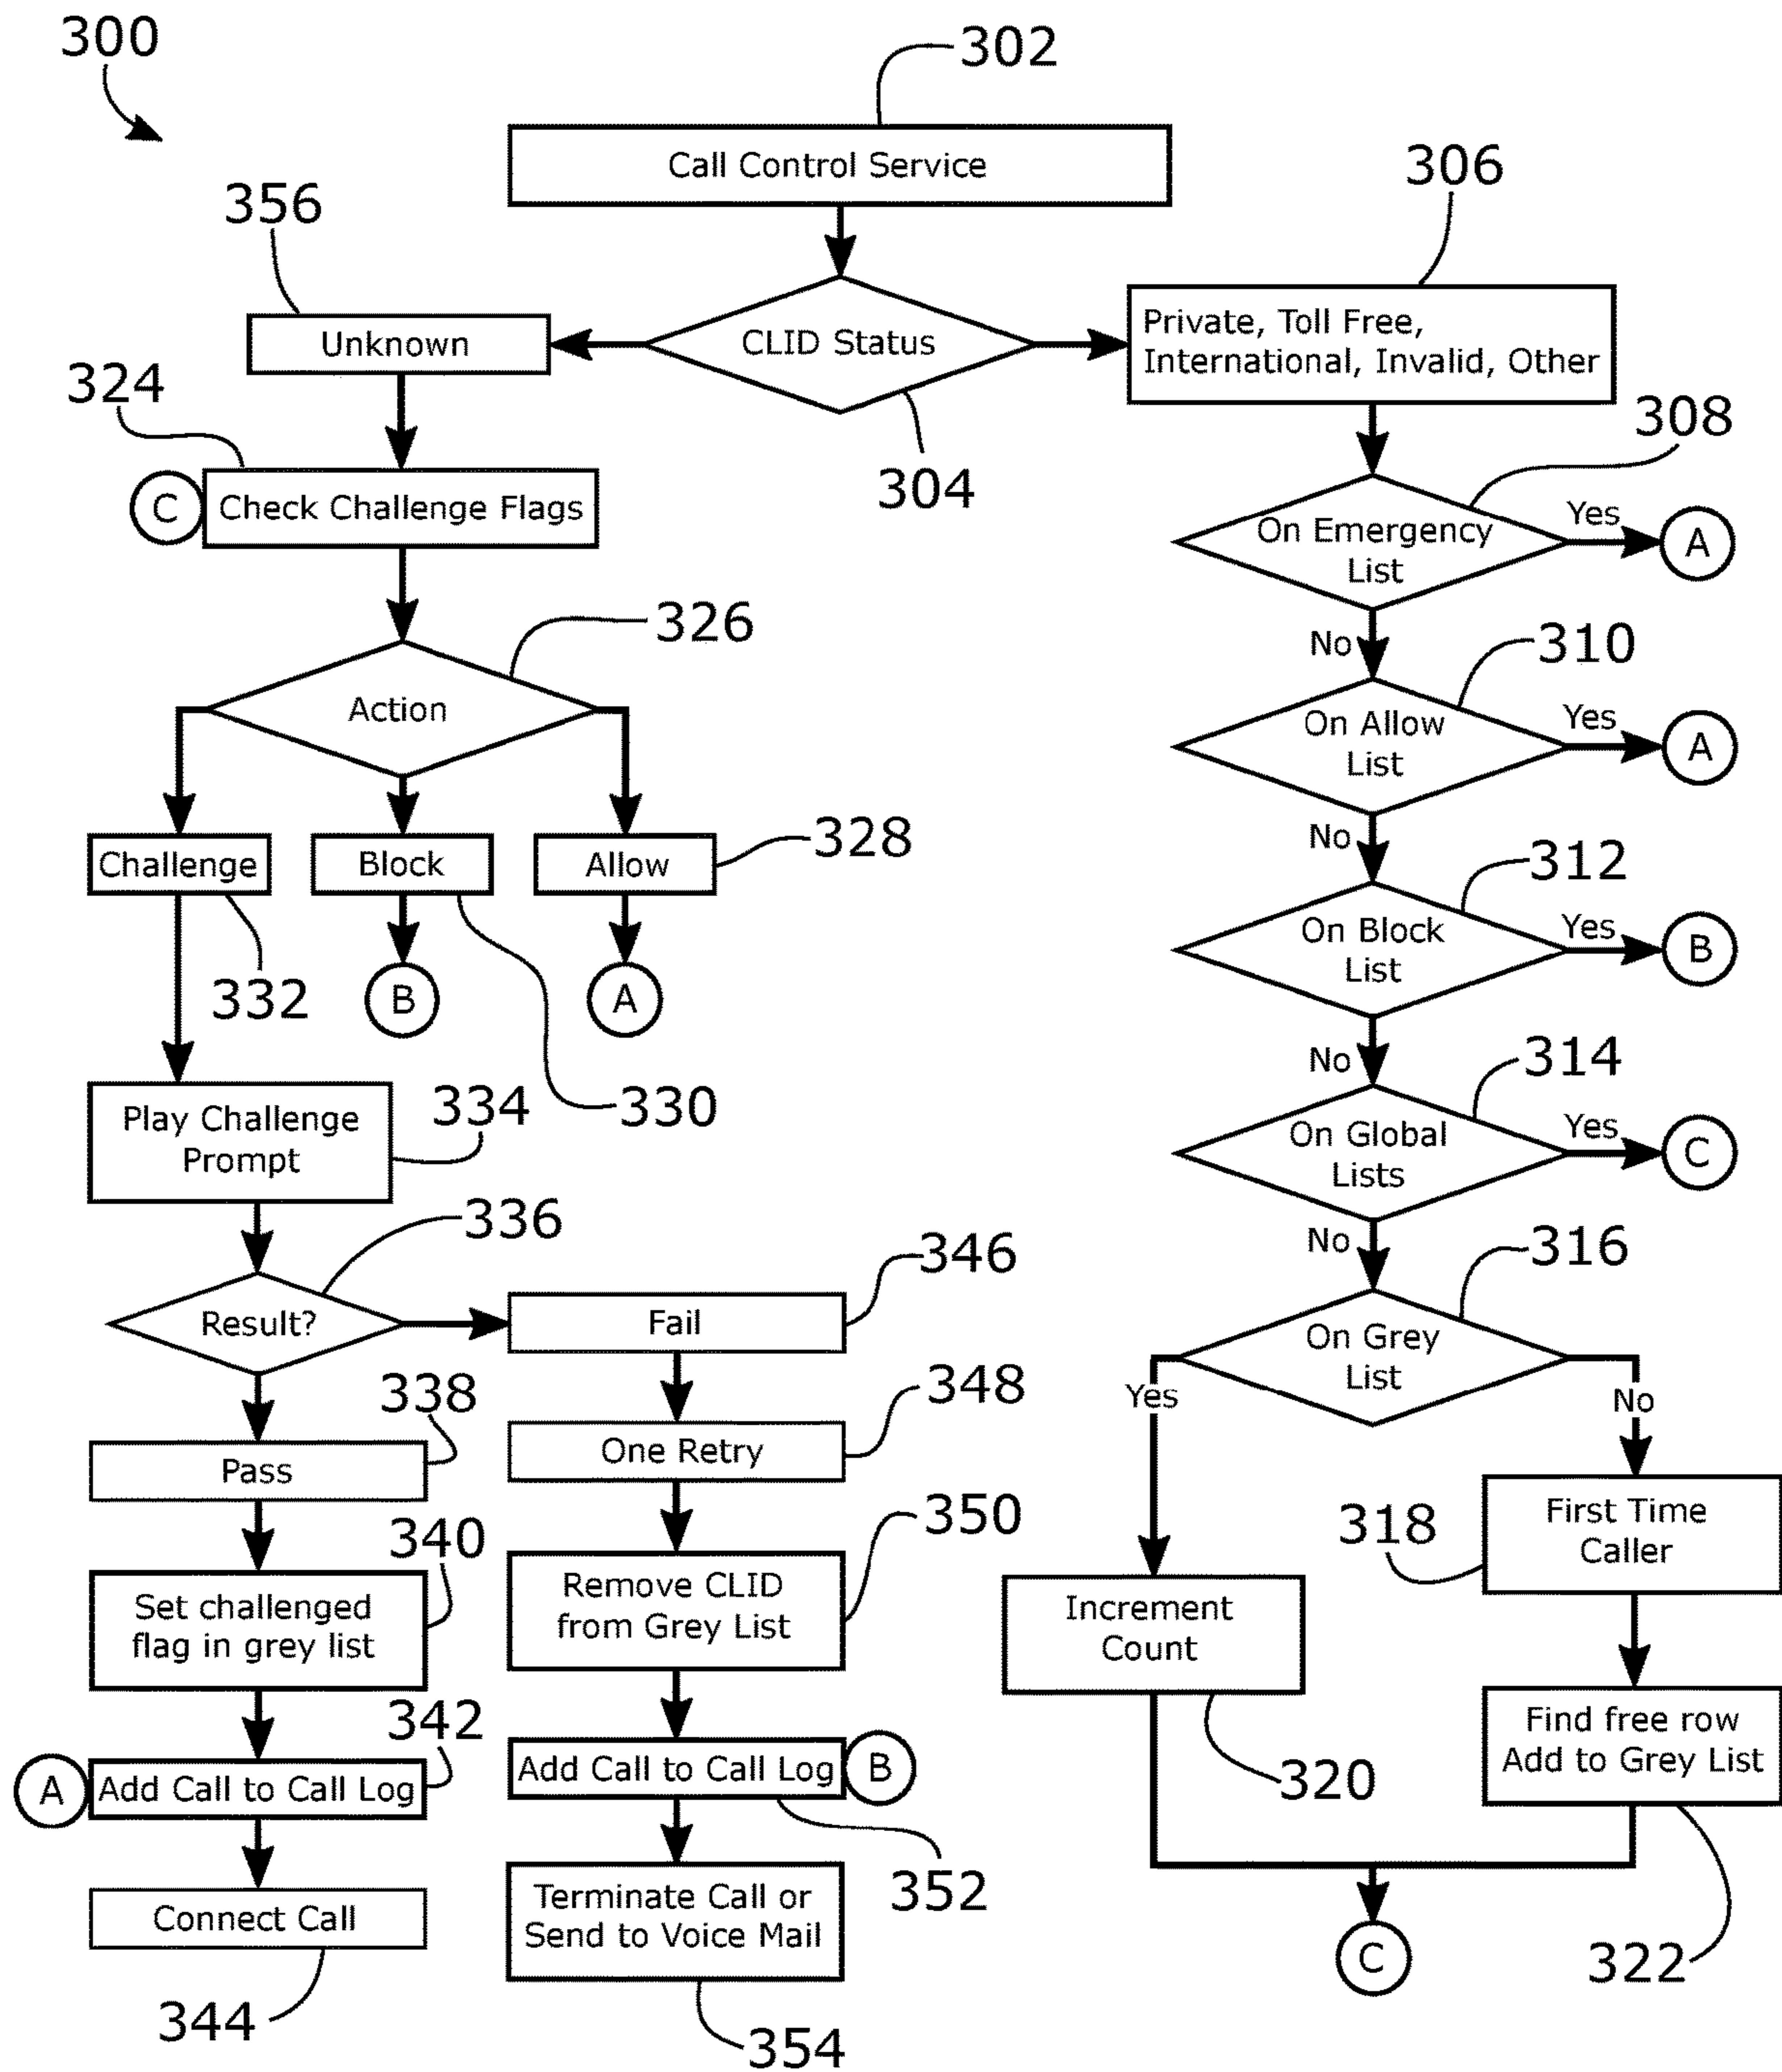 300
302
Call Control Service
306
356
Unknown
CLID Status
Private, Toll Free,
International, Invalid, Other
324
304
308
C
Check Challenge Flags
On Emergency
List
Yes
A
326
No
310
Action
On Allow
List
Yes
A
Challenge
Block
Allow
328
No
312
332
B
A
330
On Block
List
Yes
B
No
314
Play Challenge
Prompt
334
On Global
Lists
Yes
C
336
No
316
Result?
346
Fail
On Grey
List
Yes
No
338
Pass
348
One Retry
318
First Time
Caller
340
Set challenged
flag in grey list
350
Remove CLID
from Grey List
Increment
Count
320
342
A
Add Call to Call Log
Add Call to Call Log
B
352
Find free row
Add to Grey List
322
Connect Call
344
Terminate Call or
Send to Voice Mail
354
C